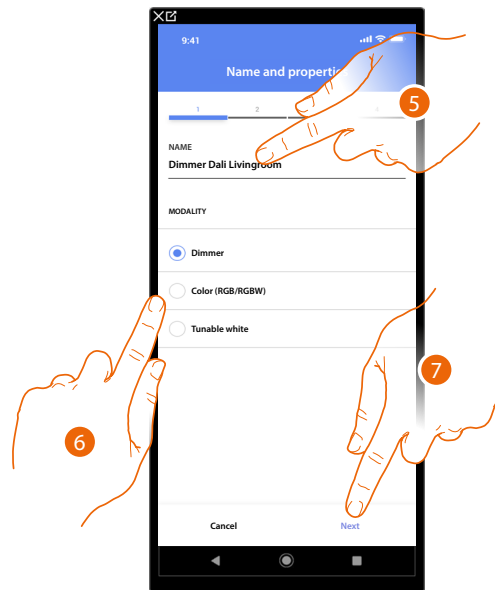 9:41
Name and properti
1 2
5
NAME
Dimmer Dali Livingroom
MODALITY
Dimmer
Color (RGB/RGBW)
Tunable white
7
6
Cancel Next